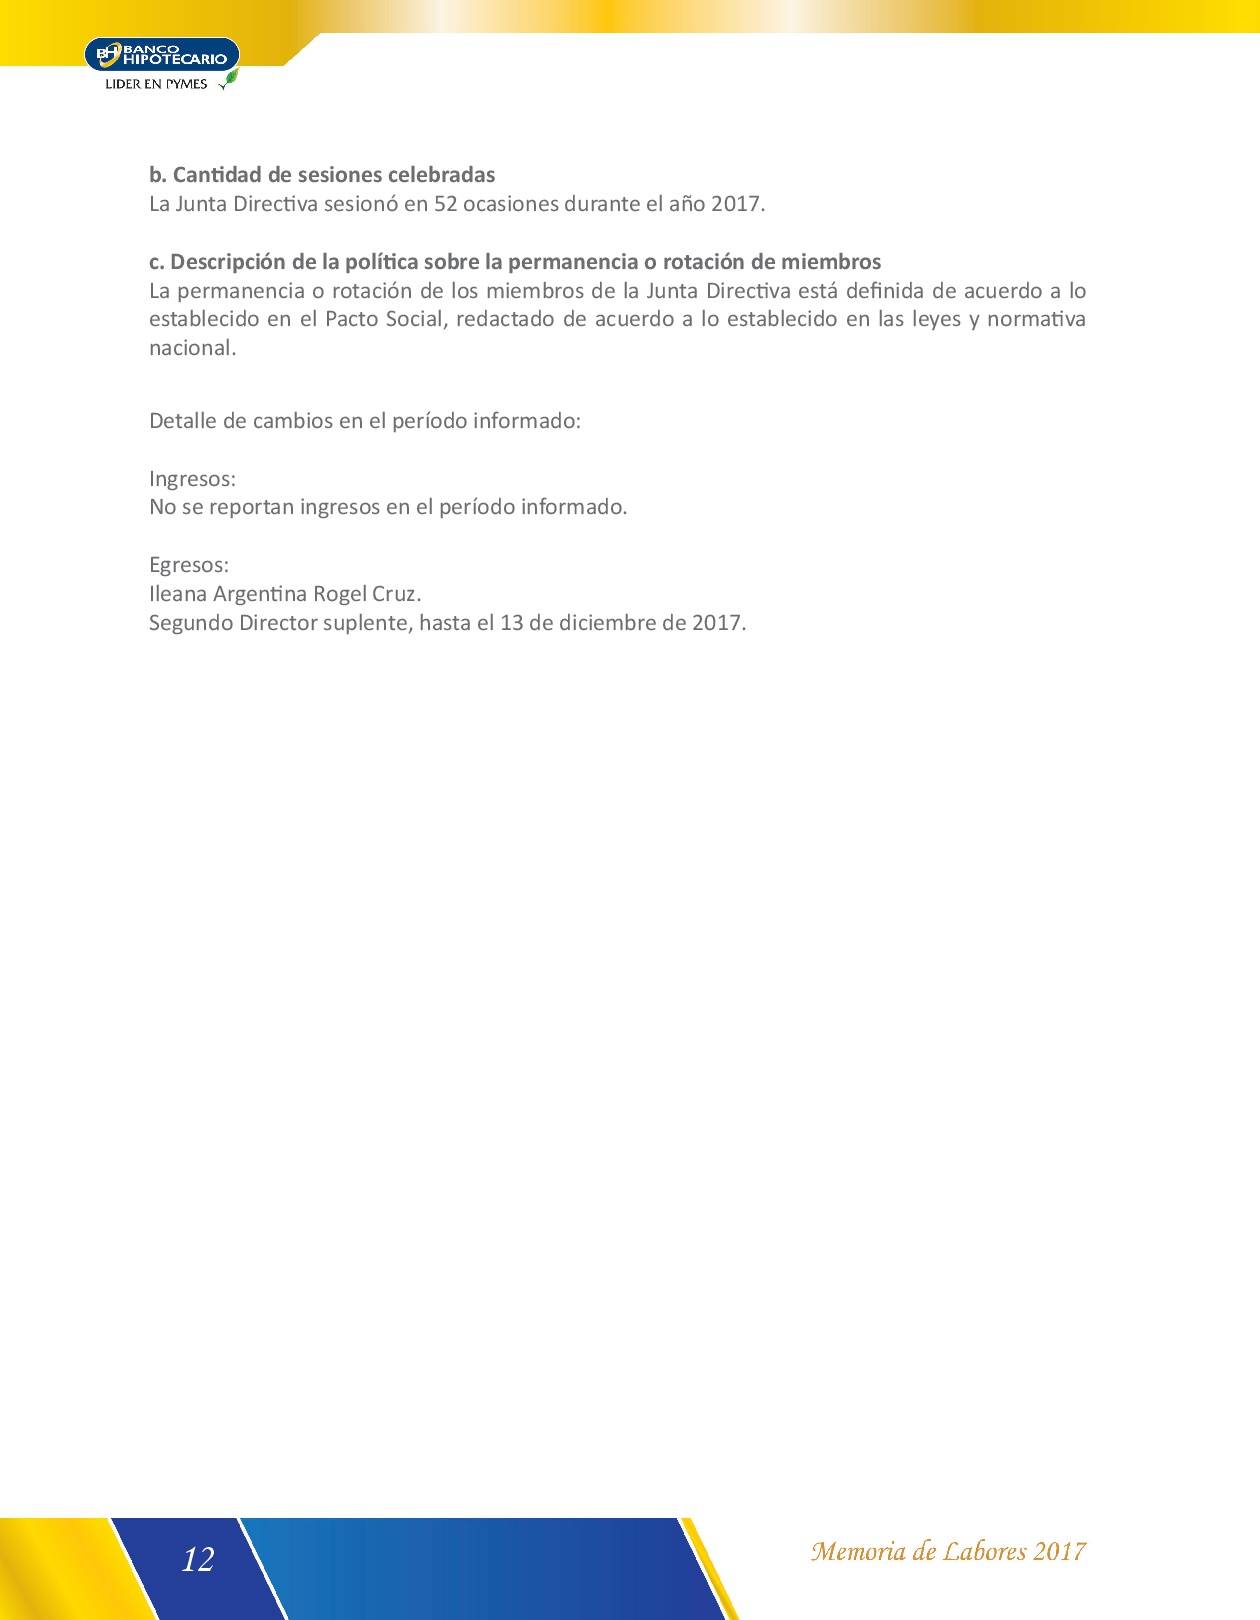 BH BANCO
HIPOTECARIO
LIDER EN PYMES
b. Cantidad de sesiones celebradas
La Junta Directiva sesionó en 52 ocasiones durante el año 2017.
c. Descripción de la política sobre la permanencia o rotación de miembros
La permanencia o rotación de los miembros de la Junta Directiva está definida de acuerdo a lo
establecido en el Pacto Social, redactado de acuerdo a lo establecido en las leyes y normativa
nacional.
Detalle de cambios en el período informado:
Ingresos:
No se reportan ingresos en el período informado.
Egresos:
Ileana Argentina Rogel Cruz.
Segundo Director suplente, hasta el 13 de diciembre de 2017.
12
Memoria de Labores 2017